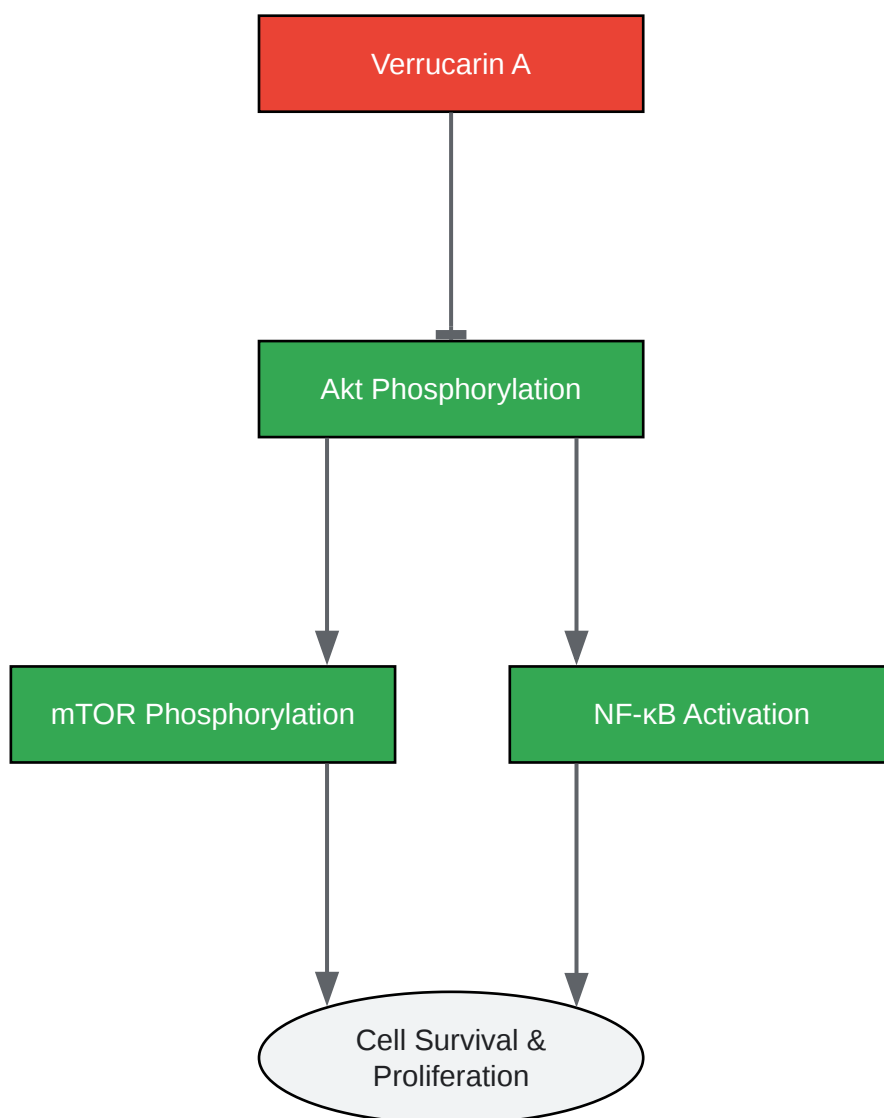 Verrucarin A
Akt Phosphorylation
mTOR Phosphorylation
NF-κB Activation
Cell Survival &
Proliferation